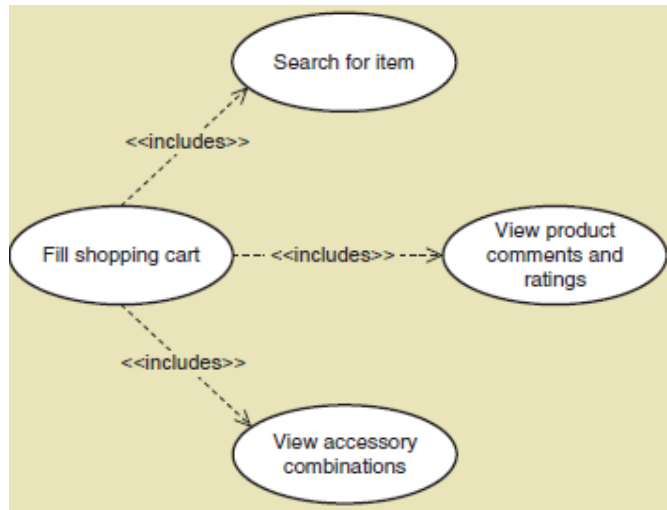 Search for item
<<includes>>
Fill shopping cart
<<includes>>
View product
comments and
ratings
<<includes>>
View accessory
combinations